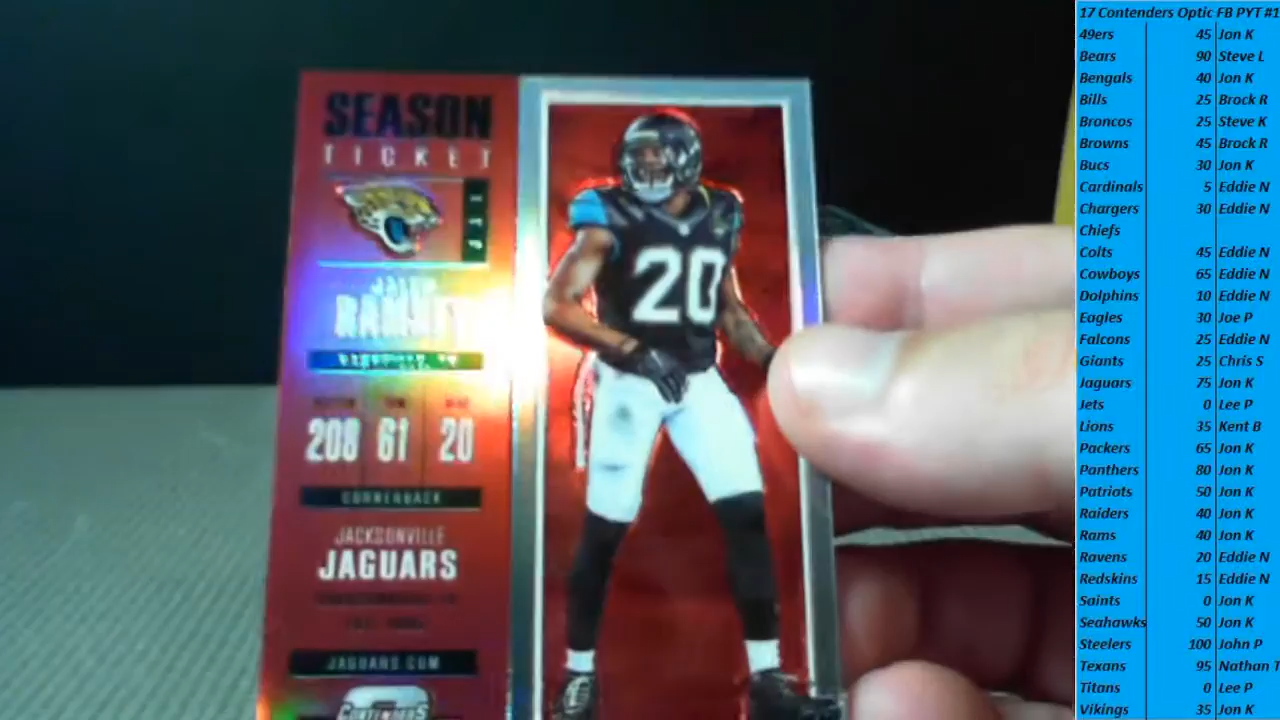 SEASON
TICKET
RAMSEY
208 61 20
CORNERBACK
JACKSONVILLE
JAGUARS
JAGUARS.COM
CONTENDERS
20
17 Contenders Optic FB PYT #1
49ers 45 Jon K
Bears 90 Steve L
Bengals 40 Jon K
Bills 25 Brock R
Broncos 25 Steve K
Browns 45 Brock R
Bucs 30 Jon K
Cardinals 5 Eddie N
Chargers 30 Eddie N
Chiefs
Colts 45 Eddie N
Cowboys 65 Eddie N
Dolphins 10 Eddie N
Eagles 30 Joe P
Falcons 25 Eddie N
Giants 25 Chris S
Jaguars 75 Jon K
Jets 0 Lee P
Lions 35 Kent B
Packers 65 Jon K
Panthers 80 Jon K
Patriots 50 Jon K
Raiders 40 Jon K
Rams 40 Jon K
Ravens 20 Eddie N
Redskins 15 Eddie N
Saints 0 Jon K
Seahawks 50 Jon K
Steelers 100 John P
Texans 95 Nathan T
Titans 0 Lee P
Vikings 35 Jon K